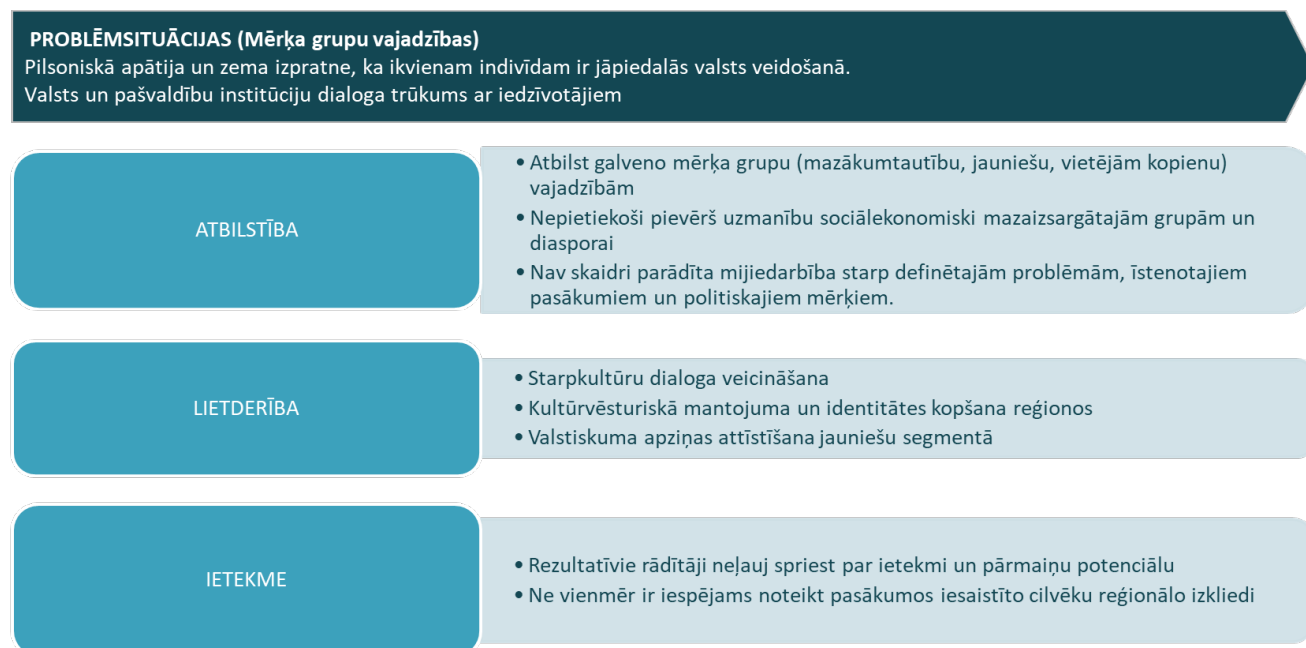 PROBLĒMSITUĀCIJAS (Mērķa grupu vajadzības)
Pilsoniskā apātija un zema izpratne, ka ikvienam indivīdam ir jāpiedalās valsts veidošanā.
Valsts un pašvaldību institūciju dialoga trūkums ar iedzīvotājiem
ATBILSTĪBA
• Atbilst galveno mērķa grupu (mazākumtautību, jauniešu, vietējām kopienu)
vajadzībām
• Nepietiekoši pievērš uzmanību sociālekonomiski mazaizsargātajām grupām un
diasporai
• Nav skaidri parādīta mijiedarbība starp definētajām problēmām, īstenotajiem
pasākumiem un politiskajiem mērķiem.
LIETDERĪBA
• Starpkultūru dialoga veicināšana
• Kultūrvēsturiskā mantojuma un identitātes kopšana reģionos
• Valstiskuma apziņas attīstīšana jauniešu segmentā
IETEKME
• Rezultatīvie rādītāji neļauj spriest par ietekmi un pārmaiņu potenciālu
• Ne vienmēr ir iespējams noteikt pasākumos iesaistīto cilvēku reģionālo izkliedi